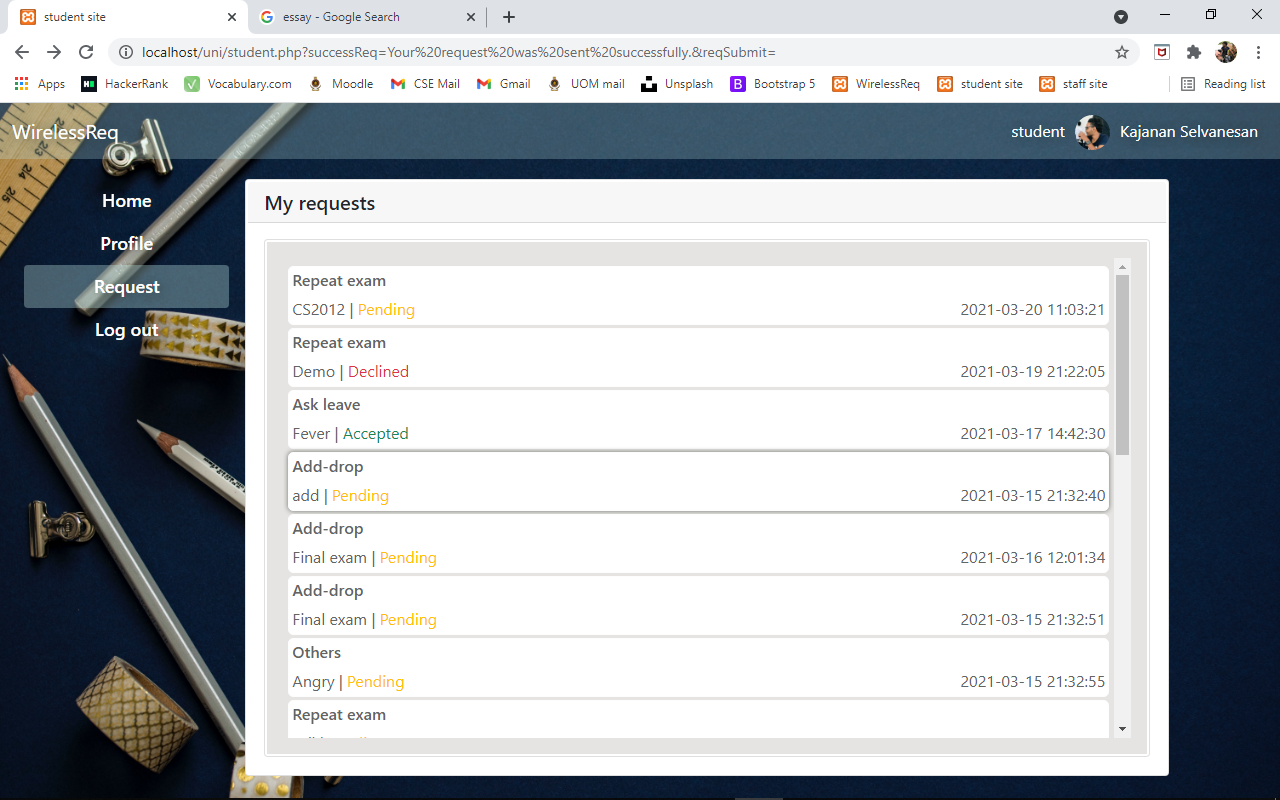 student site
essay - Google Search
localhost/uni/student.php?successReq=Your%20request%20was%20sent%20successfully.&reqSubmit=
Apps
HackerRank
Vocabulary.com
Moodle
CSE Mail
Gmail
UOM mail
Unsplash
Bootstrap 5
WirelessReq
student site
staff site
Reading list
WirelessReq
student
Kajanan Selvanesan
Home
Profile
Request
Log out
My requests
Repeat exam
CS2012 | Pending 2021-03-20 11:03:21
Repeat exam
Demo | Declined 2021-03-19 21:22:05
Ask leave
Fever | Accepted 2021-03-17 14:42:30
Add-drop
add | Pending 2021-03-15 21:32:40
Add-drop
Final exam | Pending 2021-03-16 12:01:34
Add-drop
Final exam | Pending 2021-03-15 21:32:51
Others
Angry | Pending 2021-03-15 21:32:55
Repeat exam